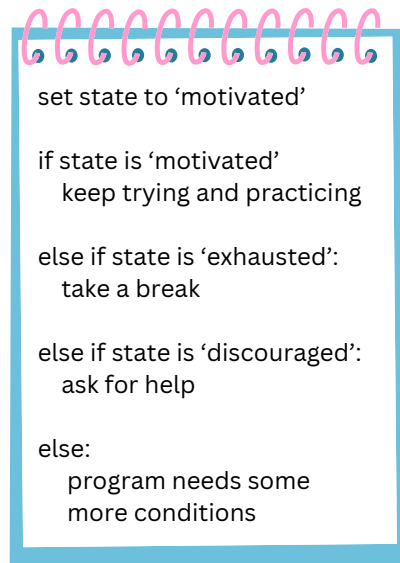 set state to ‘motivated’
if state is ‘motivated’
keep trying and practicing
else if state is ‘exhausted’:
take a break
else if state is ‘discouraged’:
ask for help
else:
program needs some
more conditions